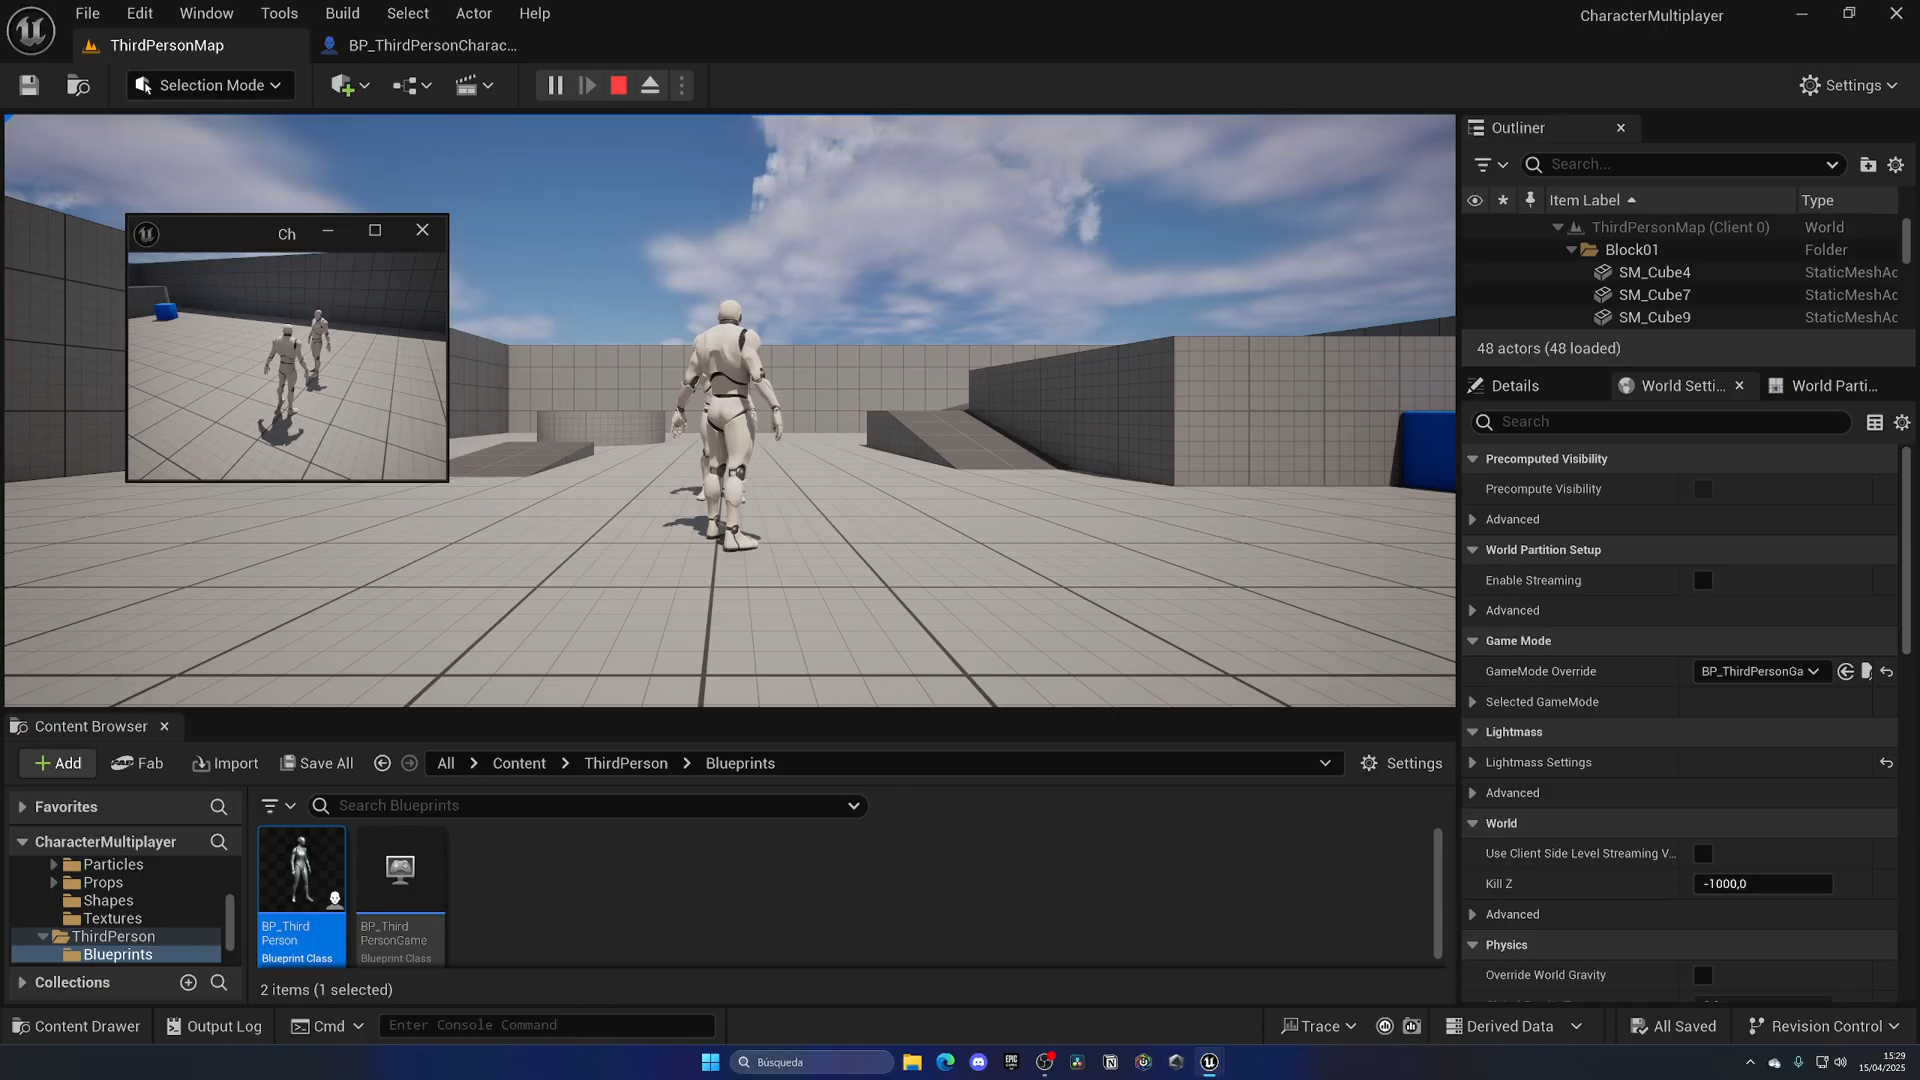 File Edit Window Tools Build Select Actor Help
CharacterMultiplayer
ThirdPersonMap
BP_ThirdPersonCharac...
Selection Mode
Settings
Ch
Outliner
Search...
Item Label
Type
ThirdPersonMap (Client 0)
World
Block01
Folder
SM_Cube4
StaticMeshAc
SM_Cube7
StaticMeshAc
SM_Cube9
StaticMeshAc
48 actors (48 loaded)
Details
World Setti...
World Parti...
Search
Precomputed Visibility
Precompute Visibility
Advanced
World Partition Setup
Enable Streaming
Advanced
Game Mode
GameMode Override
BP_ThirdPersonGa
Selected GameMode
Lightmass
Lightmass Settings
Advanced
World
Use Client Side Level Streaming V...
Kill Z
-1000,0
Advanced
Physics
Override World Gravity
Content Browser
Add
Fab
Import
Save All
All > Content > ThirdPerson > Blueprints
Settings
Favorites
Search Blueprints
CharacterMultiplayer
Particles
Props
Shapes
Textures
ThirdPerson
Blueprints
Collections
BP_Third
Person
Blueprint Class
BP_Third
PersonGame
Blueprint Class
2 items (1 selected)
Content Drawer
Output Log
Cmd
Enter Console Command
Trace
Derived Data
All Saved
Revision Control
Búsqueda
EPIC
15:29
15/04/2025